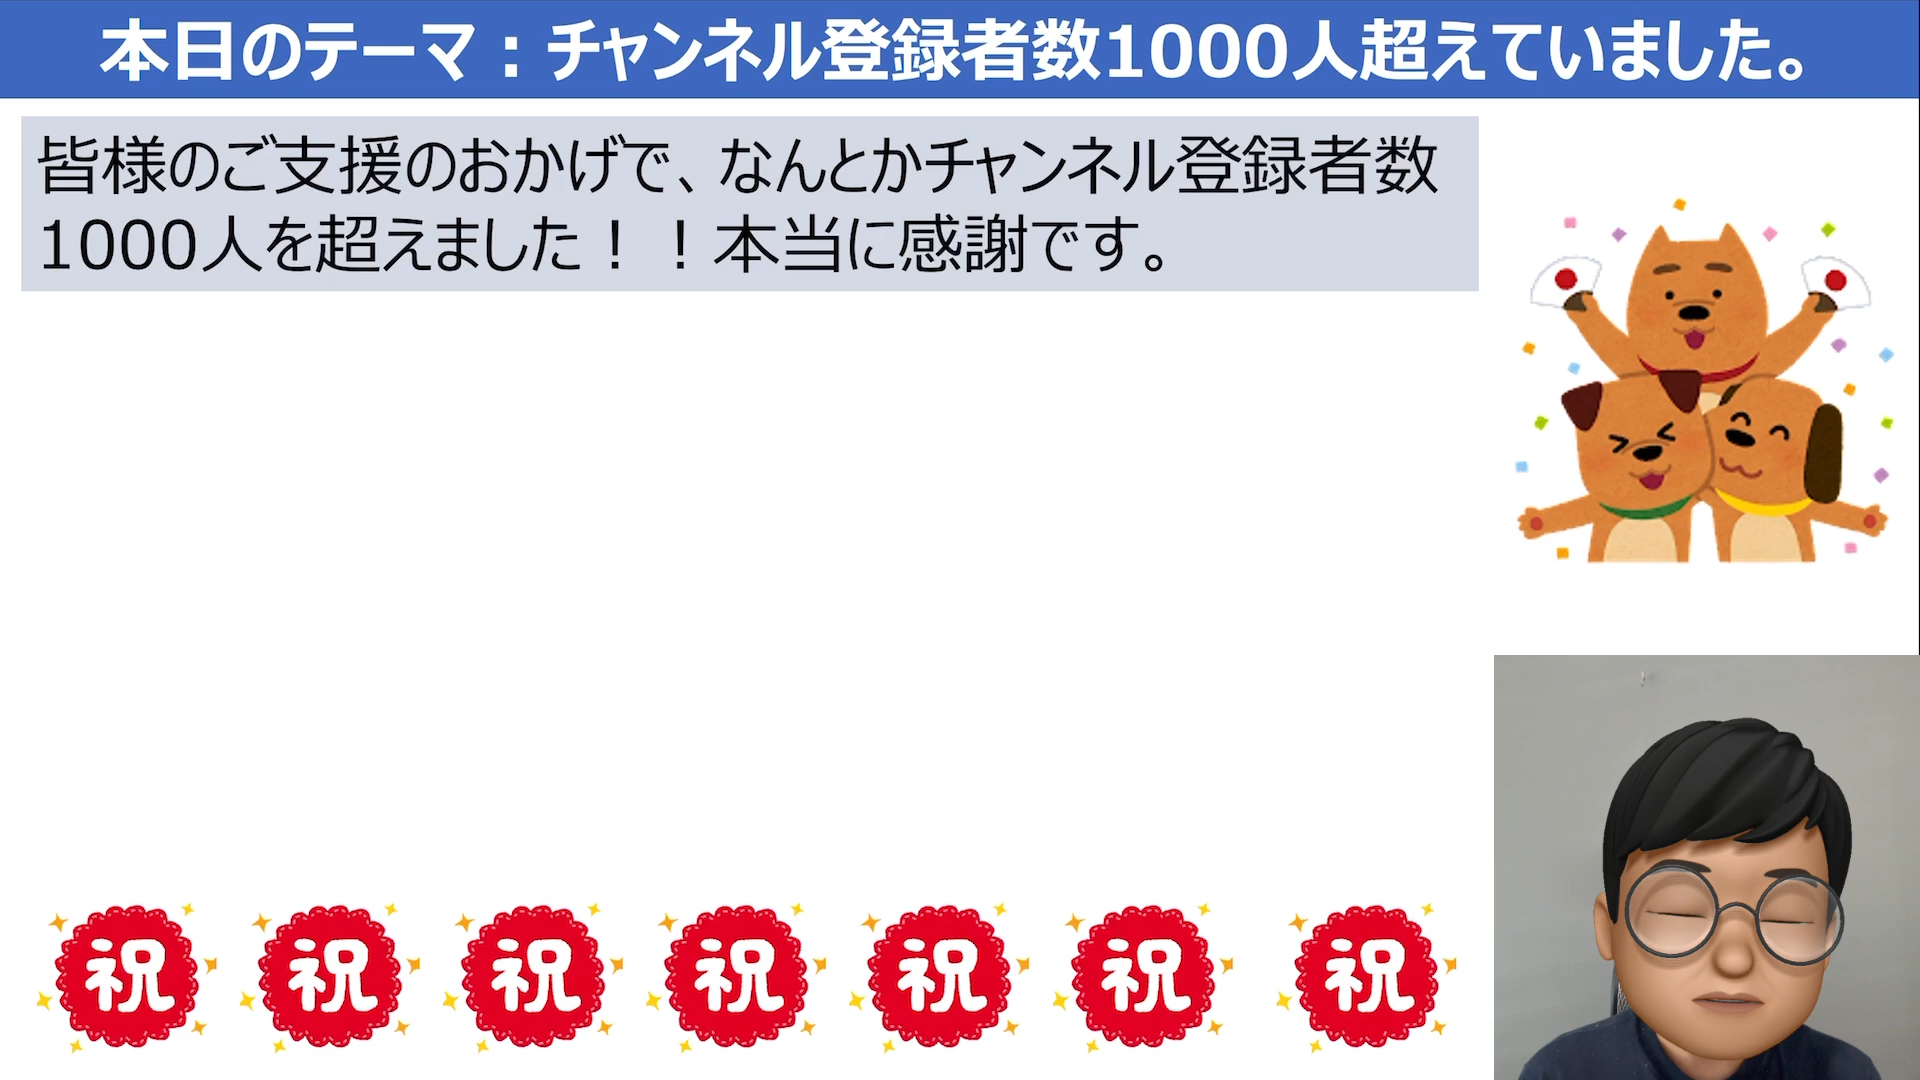 本日のテーマ：チャンネル登録者数1000人超えていました。
皆様のご支援のおかげで、なんとかチャンネル登録者数
1000人を超えました！！本当に感謝です。
祝 祝 祝 祝 祝 祝 祝